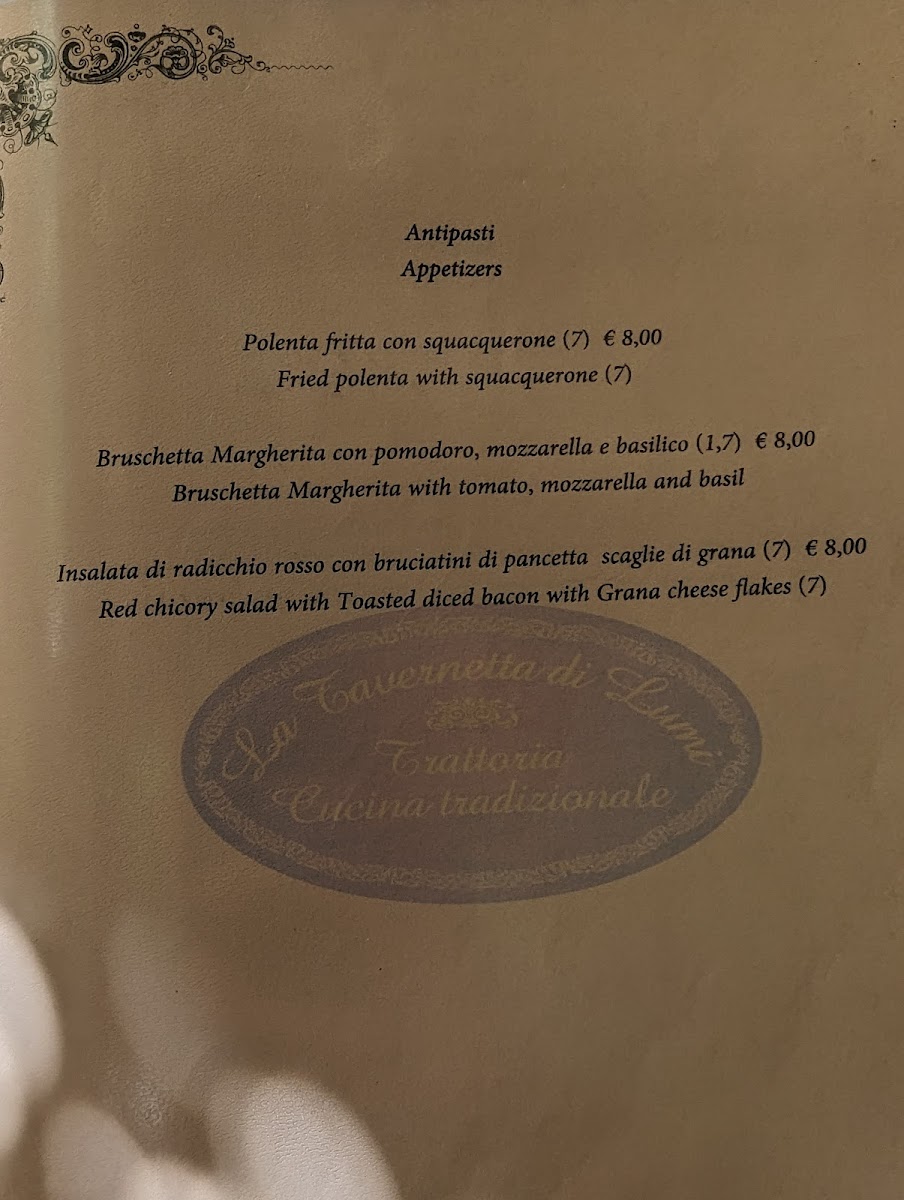 Antipasti
Appetizers
Polenta fritta con squacquerone (7) € 8,00
Fried polenta with squacquerone (7)
Bruschetta Margherita con pomodoro, mozzarella e basilico (1,7) € 8,00
Bruschetta Margherita with tomato, mozzarella and basil
Insalata di radicchio rosso con bruciatini di pancetta scaglie di grana (7) € 8,00
Red chicory salad with Toasted diced bacon with Grana cheese flakes (7)
La Tavernetta di Lumi
Trattoria
Cucina tradizionale